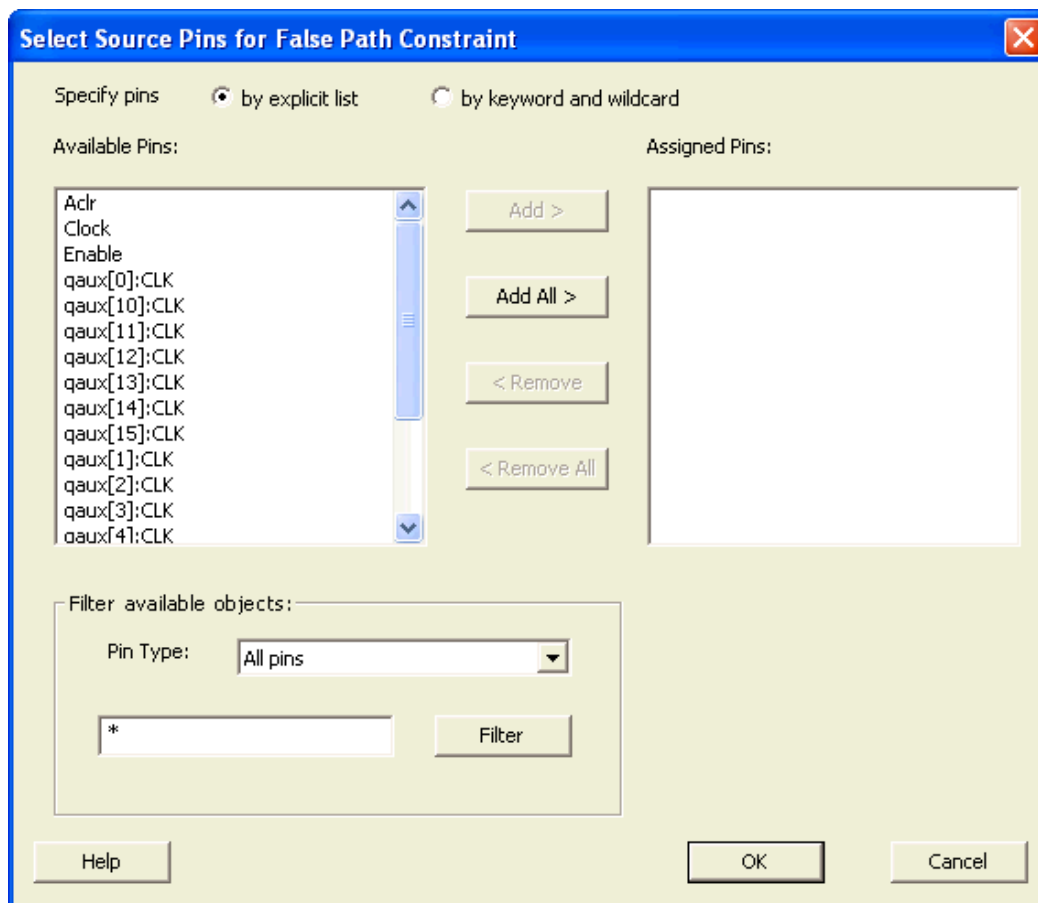 Select Source Pins for False Path Constraint
Specify pins by explicit list by keyword and wildcard
Available Pins: Assigned Pins:
Aclr
Clock
Enable
qaux[0]:CLK
qaux[10]:CLK
qaux[11]:CLK
qaux[12]:CLK
qaux[13]:CLK
qaux[14]:CLK
qaux[15]:CLK
qaux[1]:CLK
qaux[2]:CLK
qaux[3]:CLK
qaux[4]:CLK
Add >
Add All >
< Remove
< Remove All
Filter available objects:
Pin Type: All pins
* Filter
Help OK Cancel